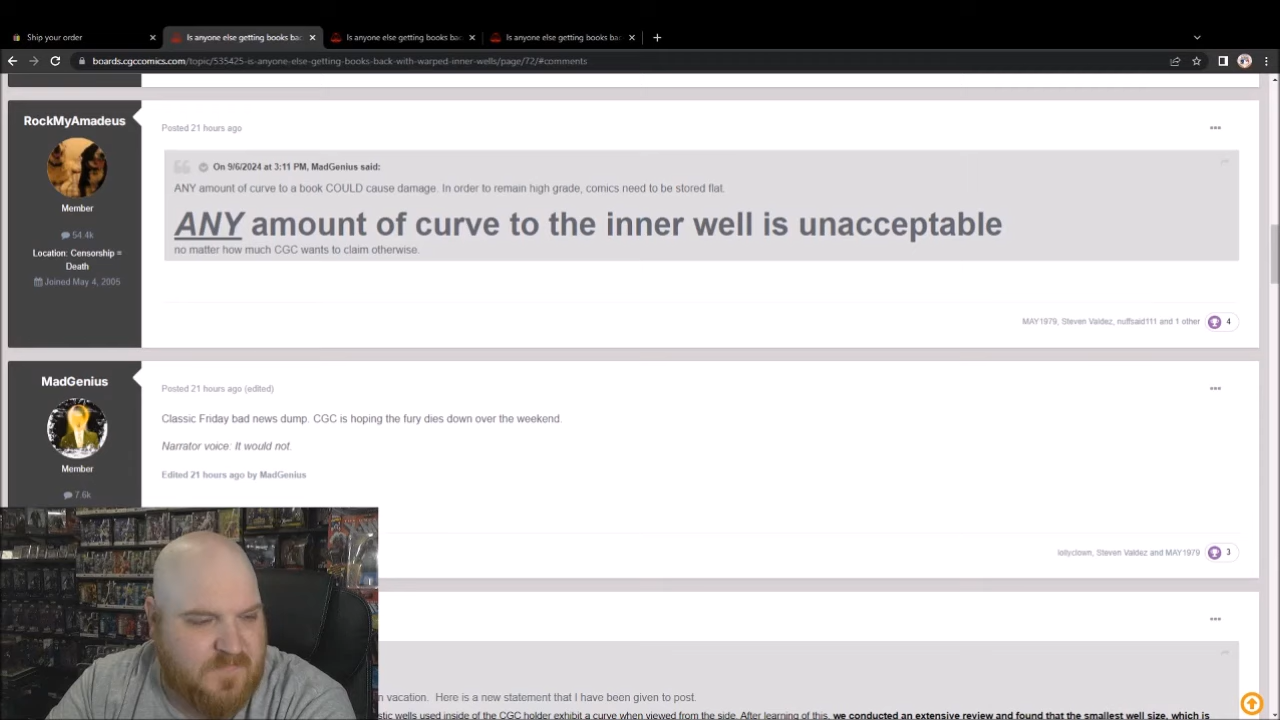 Ship your order
Is anyone else getting books bac
Is anyone else getting books bac
Is anyone else getting books bac
boards.cgccomics.com/topic/535425-is-anyone-else-getting-books-back-with-warped-inner-wells/page/72/#comments
RockMyAmadeus
Member
54.4k
Location: Censorship =
Death
Joined May 4, 2005
Posted 21 hours ago
On 9/6/2024 at 3:11 PM, MadGenius said:
ANY amount of curve to a book COULD cause damage. In order to remain high grade, comics need to be stored flat.
ANY amount of curve to the inner well is unacceptable
no matter how much CGC wants to claim otherwise.
MAY1979, Steven Valdez, nuffsaid111 and 1 other
4
MadGenius
Member
7.6k
Posted 21 hours ago (edited)
Classic Friday bad news dump. CGC is hoping the fury dies down over the weekend.
Narrator voice: It would not.
Edited 21 hours ago by MadGenius
lollyclown, Steven Valdez and MAY1979
3
n vacation. Here is a new statement that I have been given to post.
stic wells used inside of the CGC holder exhibit a curve when viewed from the side. After learning of this, we conducted an extensive review and found that the smallest well size, which is